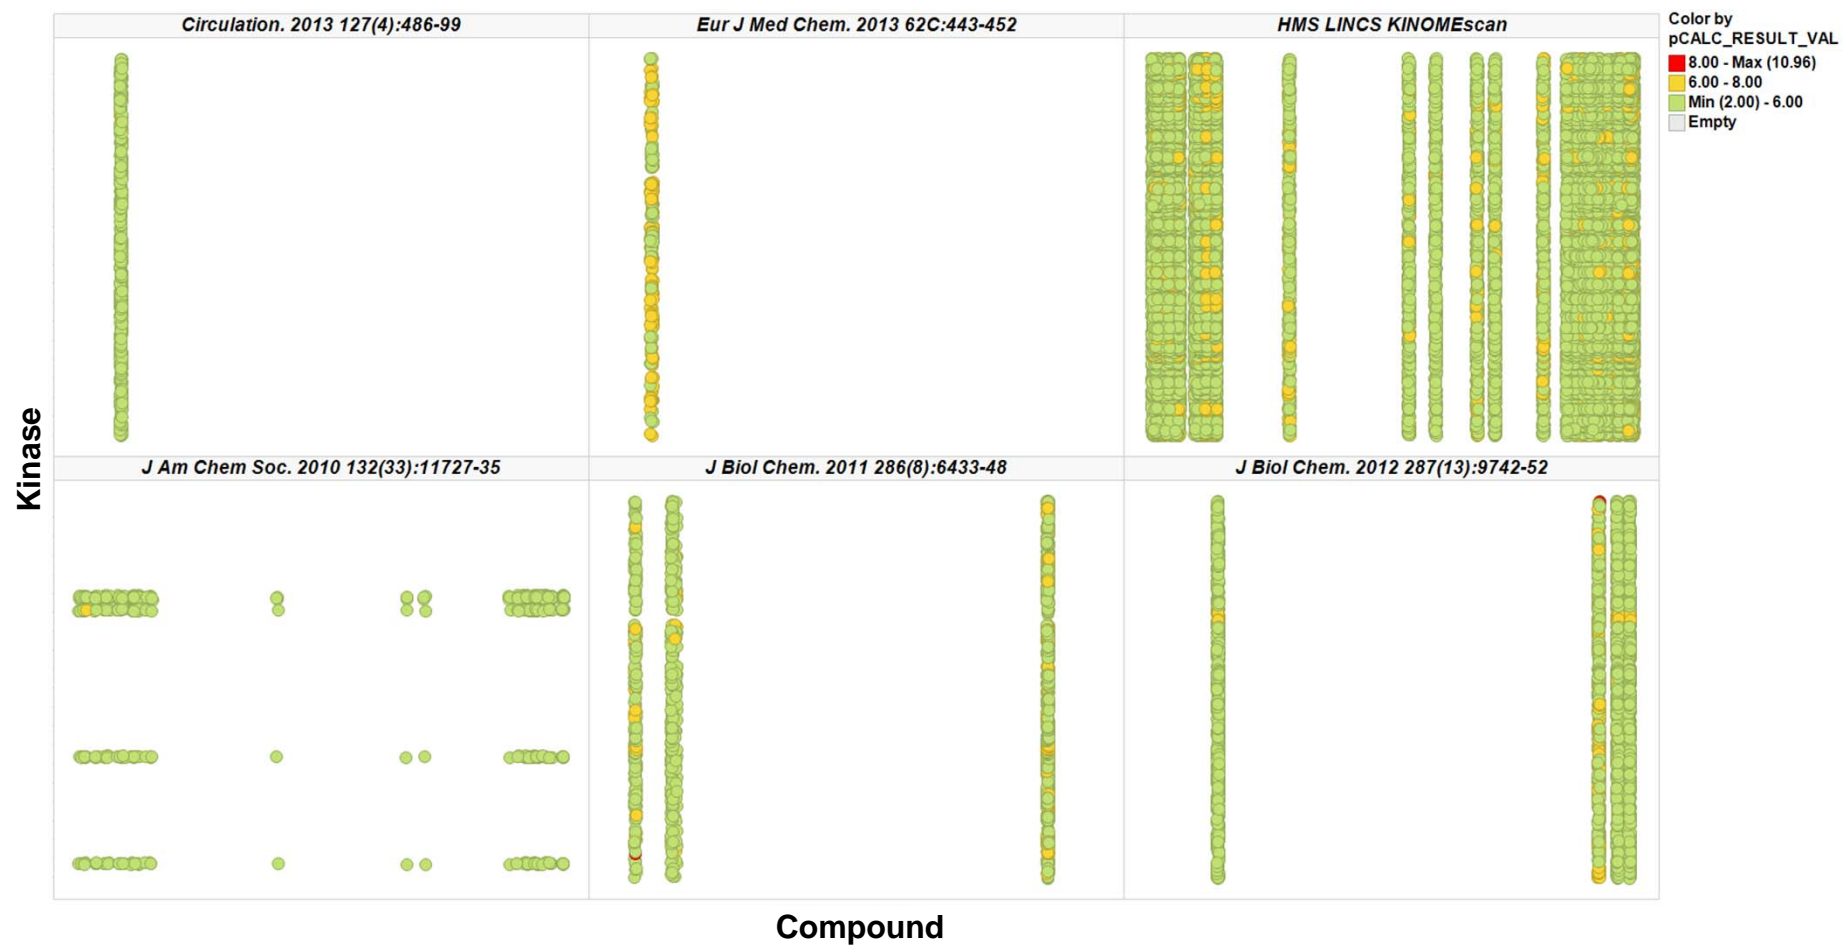 Circulation. 2013 127(4):486-99
Eur J Med Chem. 2013 62C:443-452
HMS LINCS KINOMEscan
Color by
pCALC_RESULT_VAL
8.00 - Max (10.96)
6.00 - 8.00
Min (2.00) - 6.00
Empty
Kinase
J Am Chem Soc. 2010 132(33):11727-35
J Biol Chem. 2011 286(8):6433-48
J Biol Chem. 2012 287(13):9742-52
Compound